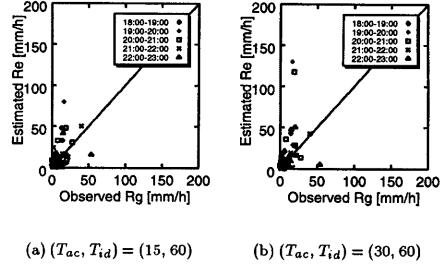 200
150
100
50
0
Estimated Re [mm/h]
18:00-19:00
19:00-20:00
20:00-21:00
21:00-22:00
22:00-23:00
0 50 100 150 200
Observed Rg [mm/h]
(a) (Tac, Tid) = (15, 60)
200
150
100
50
0
Estimated Re [mm/h]
18:00-19:00
19:00-20:00
20:00-21:00
21:00-22:00
22:00-23:00
0 50 100 150 200
Observed Rg [mm/h]
(b) (Tac, Tid) = (30, 60)